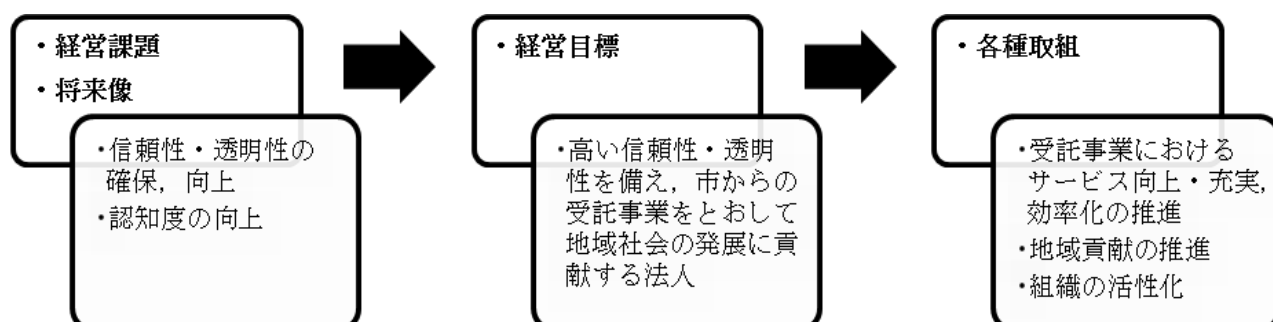 ・経営課題
・将来像
・信頼性・透明性の
確保，向上
・認知度の向上
・経営目標
・高い信頼性・透明
性を備え，市からの
受託事業をとおして
地域社会の発展に貢
献する法人
・各種取組
・受託事業における
サービス向上・充実，
効率化の推進
・地域貢献の推進
・組織の活性化